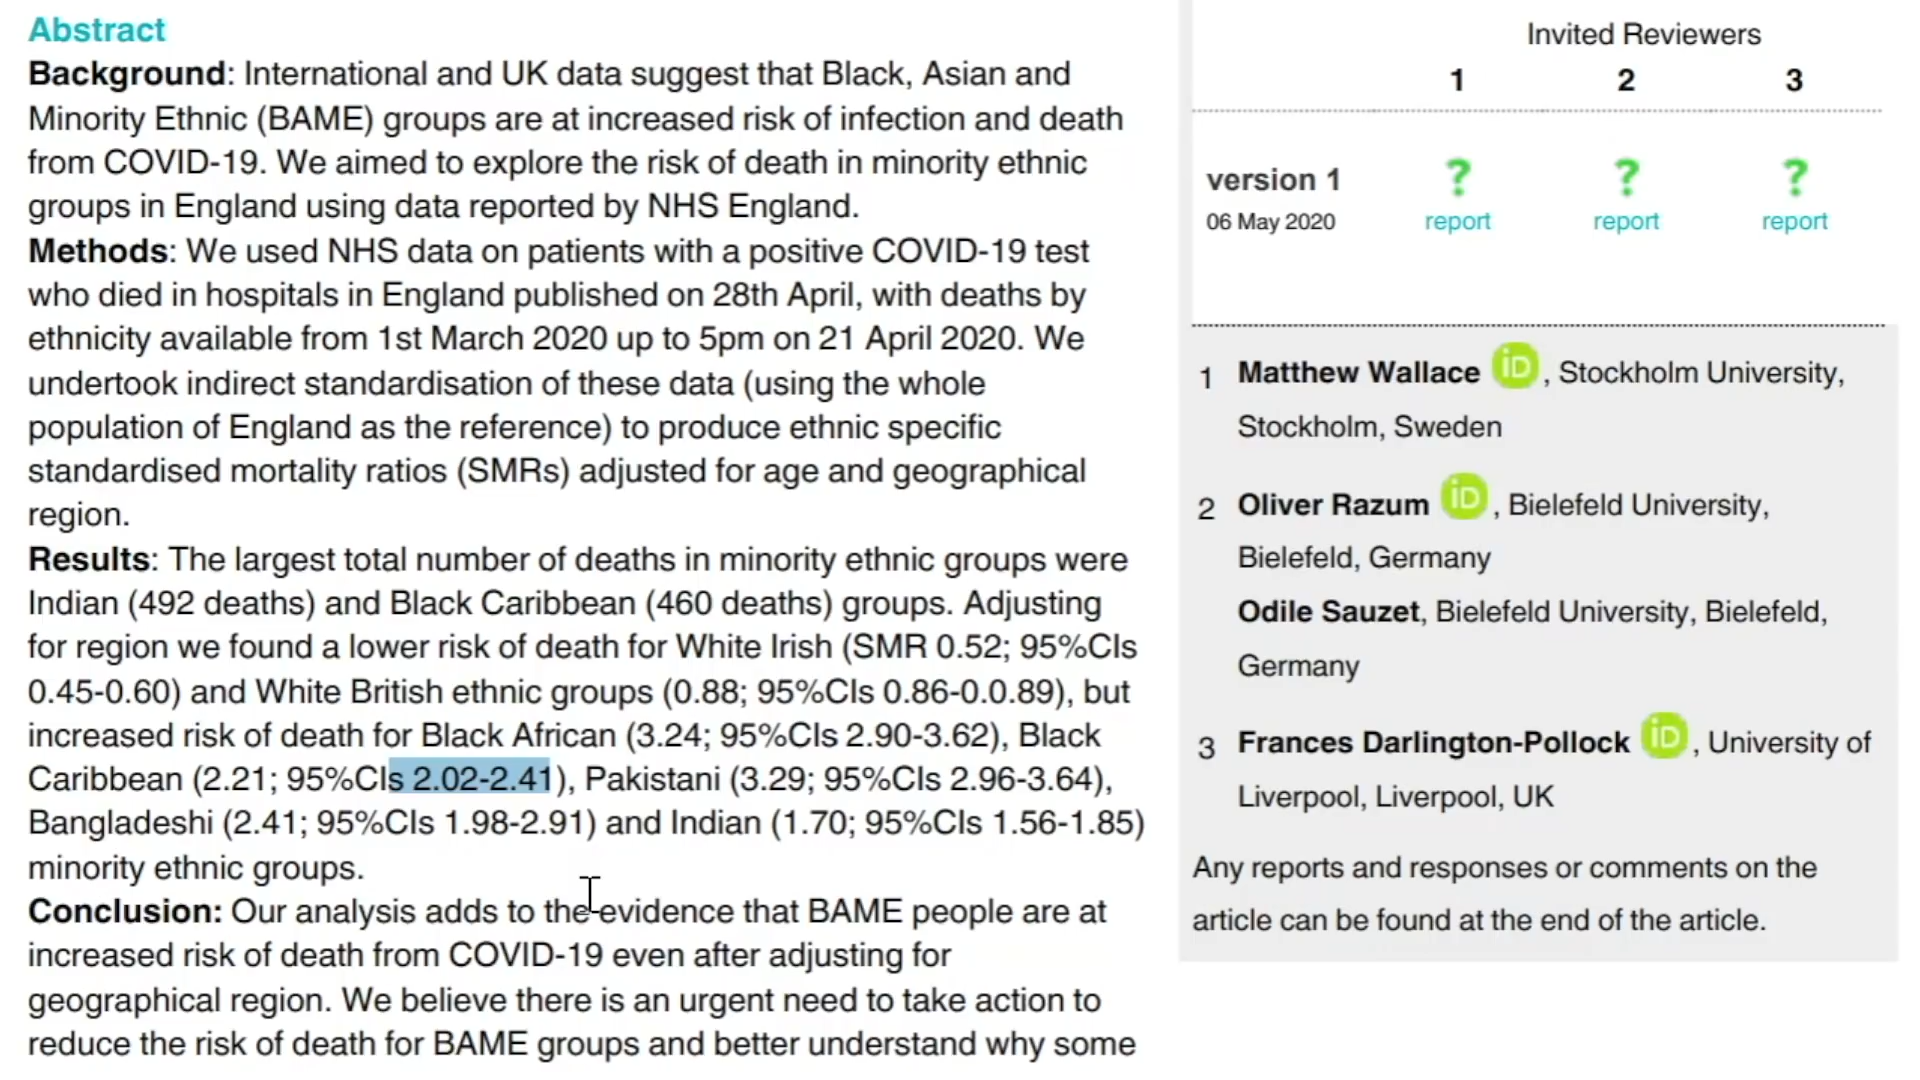 Abstract
Background: International and UK data suggest that Black, Asian and
Minority Ethnic (BAME) groups are at increased risk of infection and death
from COVID-19. We aimed to explore the risk of death in minority ethnic
groups in England using data reported by NHS England.
Methods: We used NHS data on patients with a positive COVID-19 test
who died in hospitals in England published on 28th April, with deaths by
ethnicity available from 1st March 2020 up to 5pm on 21 April 2020. We
undertook indirect standardisation of these data (using the whole
population of England as the reference) to produce ethnic specific
standardised mortality ratios (SMRs) adjusted for age and geographical
region.
Results: The largest total number of deaths in minority ethnic groups were
Indian (492 deaths) and Black Caribbean (460 deaths) groups. Adjusting
for region we found a lower risk of death for White Irish (SMR 0.52; 95%CIs
0.45-0.60) and White British ethnic groups (0.88; 95%CIs 0.86-0.0.89), but
increased risk of death for Black African (3.24; 95%CIs 2.90-3.62), Black
Caribbean (2.21; 95%CIs 2.02-2.41), Pakistani (3.29; 95%CIs 2.96-3.64),
Bangladeshi (2.41; 95%CIs 1.98-2.91) and Indian (1.70; 95%CIs 1.56-1.85)
minority ethnic groups.
Conclusion: Our analysis adds to the evidence that BAME people are at
increased risk of death from COVID-19 even after adjusting for
geographical region. We believe there is an urgent need to take action to
reduce the risk of death for BAME groups and better understand why some
Invited Reviewers
1 2 3
version 1 ? ? ?
06 May 2020 report report report
1 Matthew Wallace iD, Stockholm University,
Stockholm, Sweden
2 Oliver Razum iD, Bielefeld University,
Bielefeld, Germany
Odile Sauzet, Bielefeld University, Bielefeld,
Germany
3 Frances Darlington-Pollock iD, University of
Liverpool, Liverpool, UK
Any reports and responses or comments on the
article can be found at the end of the article.